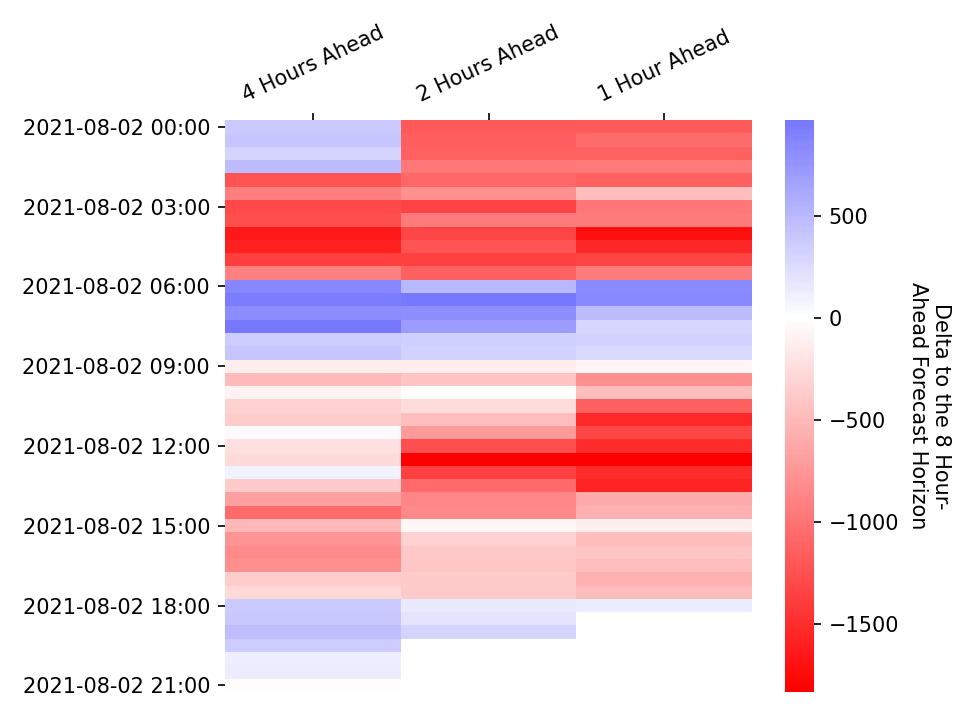 4 Hours Ahead
2 Hours Ahead
1 Hour Ahead
2021-08-02 00:00
2021-08-02 03:00
2021-08-02 06:00
2021-08-02 09:00
2021-08-02 12:00
2021-08-02 15:00
2021-08-02 18:00
2021-08-02 21:00
500
0
−500
−1000
−1500
Delta to the 8 Hour-
Ahead Forecast Horizon